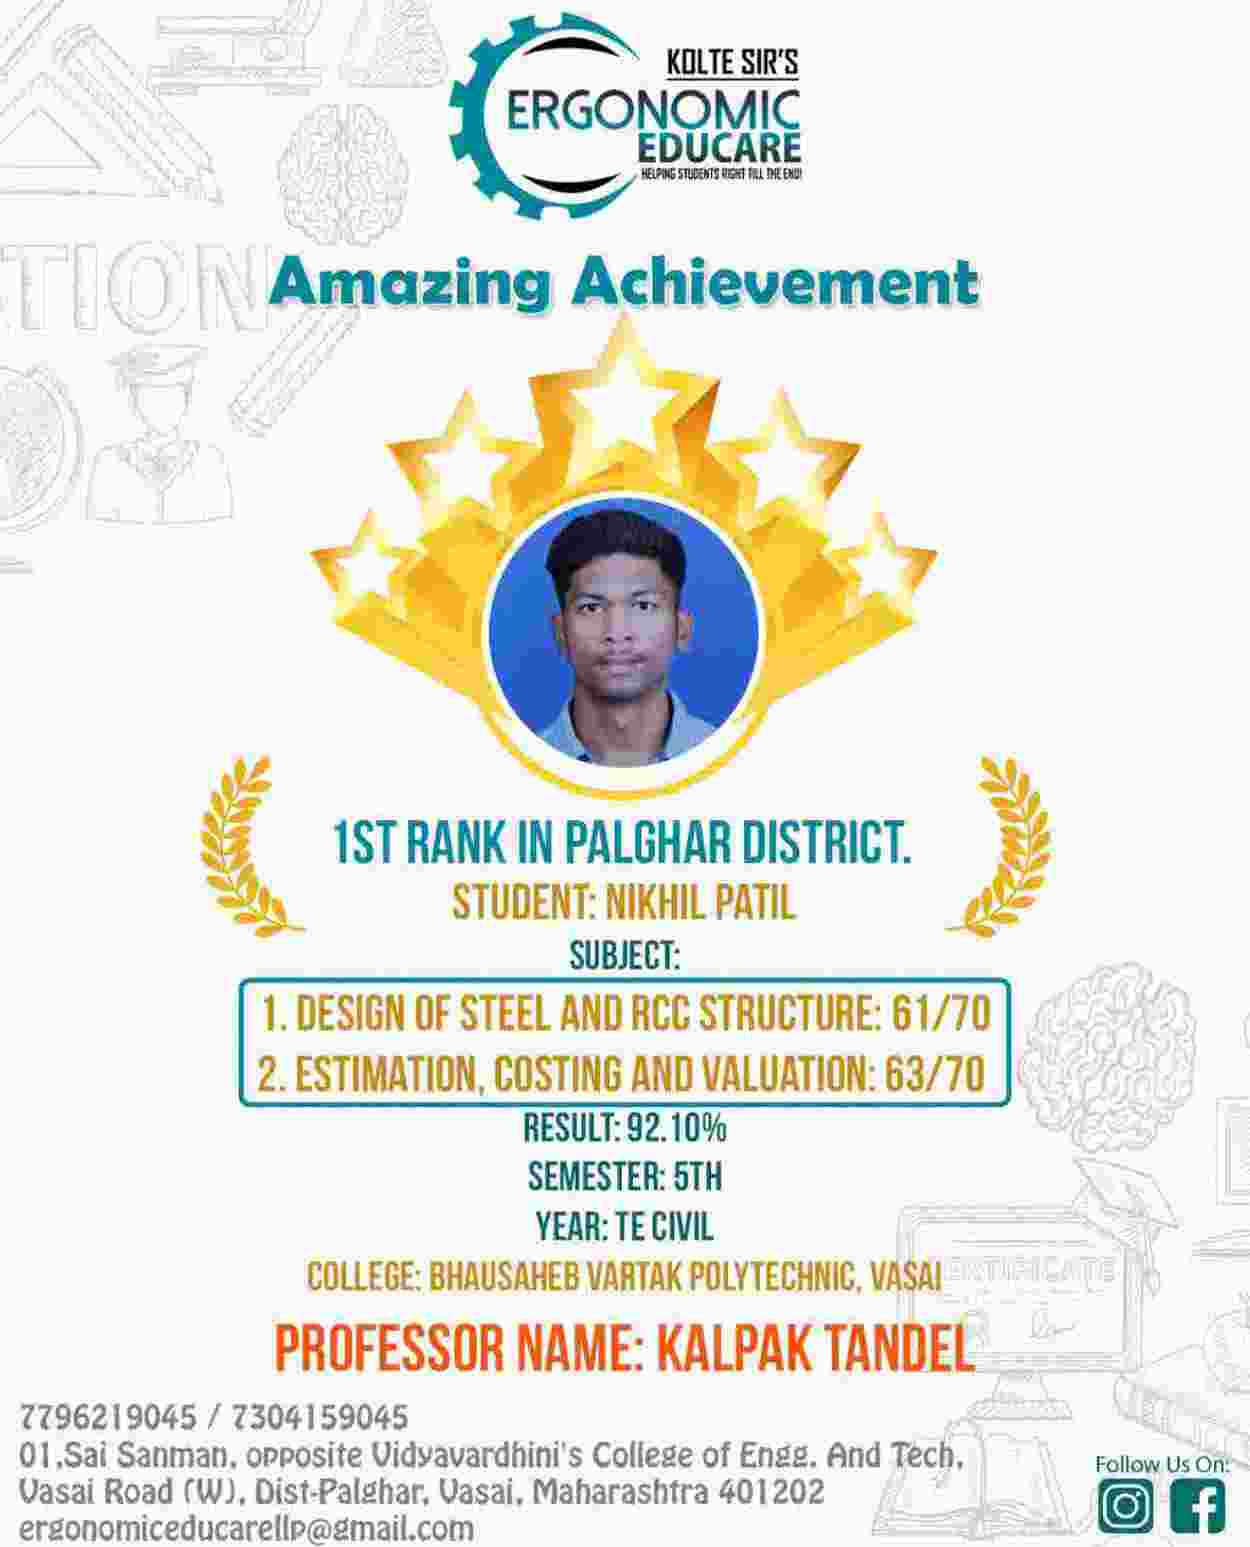 KOLTE SIR'S
ERGONOMIC
EDUCARE
HELPING STUDENTS RIGHT TILL THE END!
TION
Amazing Achievement
1ST RANK IN PALGHAR DISTRICT.
STUDENT: NIKHIL PATIL
SUBJECT:
1. DESIGN OF STEEL AND RCC STRUCTURE: 61/70
2. ESTIMATION, COSTING AND VALUATION: 63/70
RESULT: 92.10%
SEMESTER: 5TH
YEAR: TE CIVIL
COLLEGE: BHAUSAHEB VARTAK POLYTECHNIC, VASAI
CERTIFICATE
PROFESSOR NAME: KALPAK TANDEL
7796219045 / 7304159045
01,Sai Sanman, opposite Vidyavardhini's College of Engg. And Tech,
Vasai Road (W), Dist-Palghar, Vasai, Maharashtra 401202
ergonomiceducarellp@gmail.com
Follow Us On: